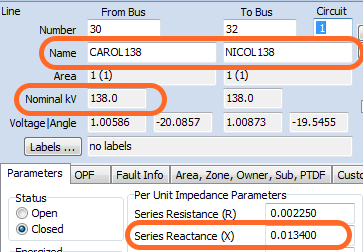 Line From Bus To Bus Circuit
Number 30 32 1
Name CAROL138 NICOL138
Area 1 (1) 1 (1)
Nominal kV 138.0 138.0
Voltage|Angle 1.00586 -20.0857 1.00873 -19.5455
Labels ... no labels
Parameters OPF Fault Info Area, Zone, Owner, Sub, PTDF
Status Per Unit Impedance Parameters
Open Series Resistance (R) 0.002250
Closed Series Reactance (X) 0.013400